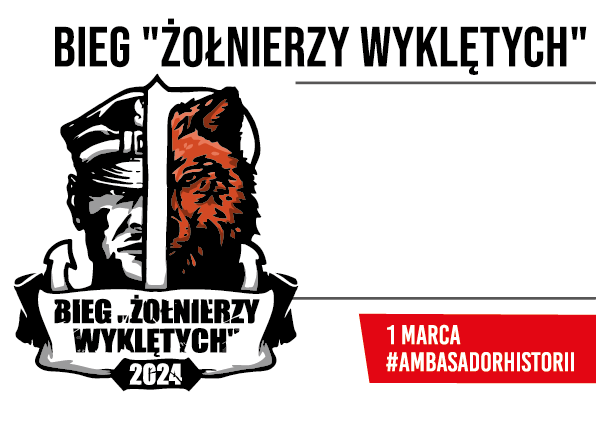 BIEG "ŻOŁNIERZY WYKLĘTYCH"
BIEG „ŻOŁNIERZY
WYKLĘTYCH"
2024
1 MARCA
#AMBASADORHISTORII